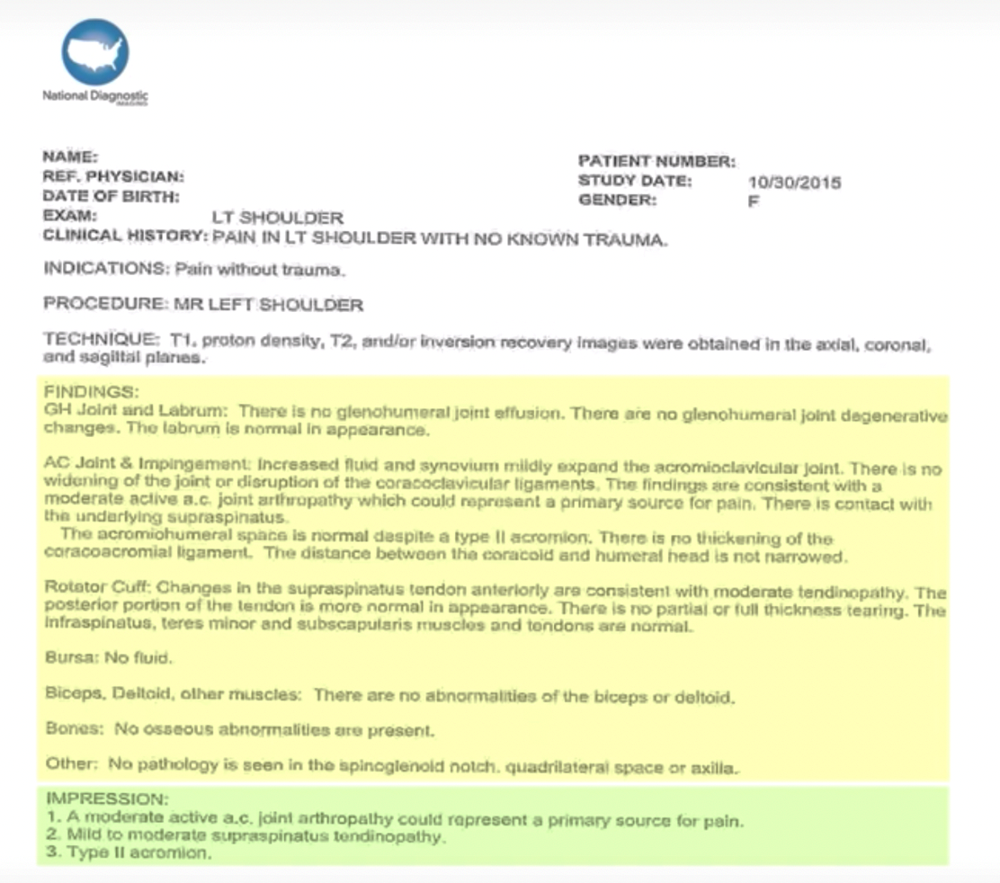 National Diagnostic
IMAGING
NAME:
REF. PHYSICIAN:
DATE OF BIRTH:
EXAM: LT SHOULDER
CLINICAL HISTORY: PAIN IN LT SHOULDER WITH NO KNOWN TRAUMA.
PATIENT NUMBER:
STUDY DATE: 10/30/2015
GENDER: F
INDICATIONS: Pain without trauma.
PROCEDURE: MR LEFT SHOULDER
TECHNIQUE: T1, proton density, T2, and/or inversion recovery images were obtained in the axial, coronal,
and sagittal planes.
FINDINGS:
GH Joint and Labrum: There is no glenohumeral joint effusion. There are no glenohumeral joint degenerative
changes. The labrum is normal in appearance.
AC Joint & Impingement: Increased fluid and synovium mildly expand the acromioclavicular joint. There is no
widening of the joint or disruption of the coracoclavicular ligaments. The findings are consistent with a
moderate active a.c. joint arthropathy which could represent a primary source for pain. There is contact with
the underlying supraspinatus.
The acromiohumeral space is normal despite a type II acromion. There is no thickening of the
coracoacromial ligament. The distance between the coracoid and humeral head is not narrowed.
Rotator Cuff: Changes in the supraspinatus tendon anteriorly are consistent with moderate tendinopathy. The
posterior portion of the tendon is more normal in appearance. There is no partial or full thickness tearing. The
infraspinatus, teres minor and subscapularis muscles and tendons are normal.
Bursa: No fluid.
Biceps, Deltoid, other muscles: There are no abnormalities of the biceps or deltoid.
Bones: No osseous abnormalities are present.
Other: No pathology is seen in the spinoglenoid notch, quadrilateral space or axilla.
IMPRESSION:
1. A moderate active a.c. joint arthropathy could represent a primary source for pain.
2. Mild to moderate supraspinatus tendinopathy.
3. Type II acromion.